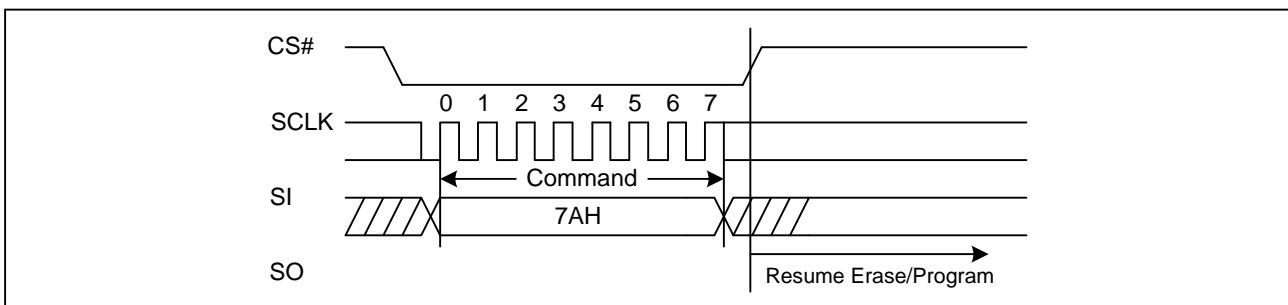 CS#
0 1 2 3 4 5 6 7
SCLK
Command
SI
7AH
SO
Resume Erase/Program